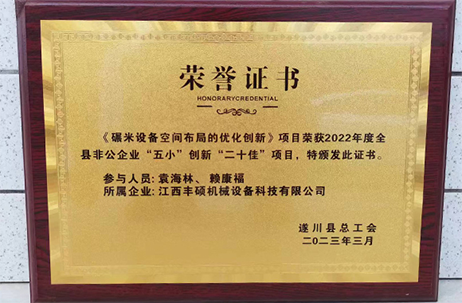 荣誉证书
HONORARYCREDENTIAL
《碾米设备空间布局的优化创新》项目荣获2022年度全
县非公企业“五小”创新“二十佳”项目，特颁发此证书。
参与人员：袁海林、赖康福
所属企业：江西丰硕机械设备科技有限公司
遂川县总工会
二〇二三年三月